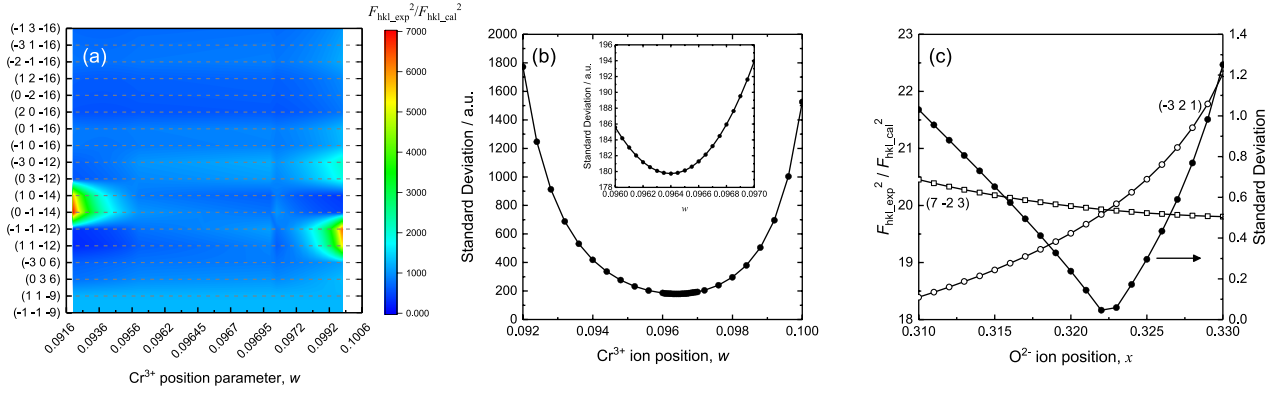 F hkl_exp 2/F hkl_cal 2
(a)
(-1 3 -16)
(-3 1 -16)
(-2 -1 -16)
(1 2 -16)
(0 -2 -16)
(2 0 -16)
(0 1 -16)
(-1 0 -16)
(-3 0 -12)
(0 3 -12)
(1 0 -14)
(0 -1 -14)
(-1 -1 -12)
(1 1 -12)
(-3 0 6)
(0 3 6)
(1 1 -9)
(-1 -1 -9)
0.0916
0.0936
0.0956
0.0962
0.0645
0.0967
0.09695
0.0972
0.0992
0.1006
Cr3+ position parameter, w
7000
6000
5000
4000
3000
2000
1000
0.000
(b)
2000
1800
1600
1400
1200
1000
800
600
400
200
0
Standard Deviation / a.u.
0.092
0.094
0.096
0.098
0.100
Cr3+ ion position, w
196
194
192
190
188
186
184
182
180
178
Standard Deviation / a.u.
0.0960
0.0962
0.0964
0.0966
0.0968
0.0970
w
(c)
23
22
21
20
19
18
F hkl_exp 2 / F hkl_cal 2
(-3 2 1)
(7 -2 3)
1.4
1.2
1.0
0.8
0.6
0.4
0.2
0.0
Standard Deviation
0.310
0.315
0.320
0.325
0.330
O2- ion position, x